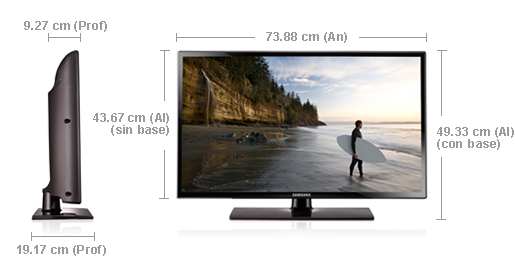 9.27 cm (Prof)
73.88 cm (An)
43.67 cm (Al)
(sin base)
49.33 cm (Al)
(con base)
SAMSUNG
19.17 cm (Prof)